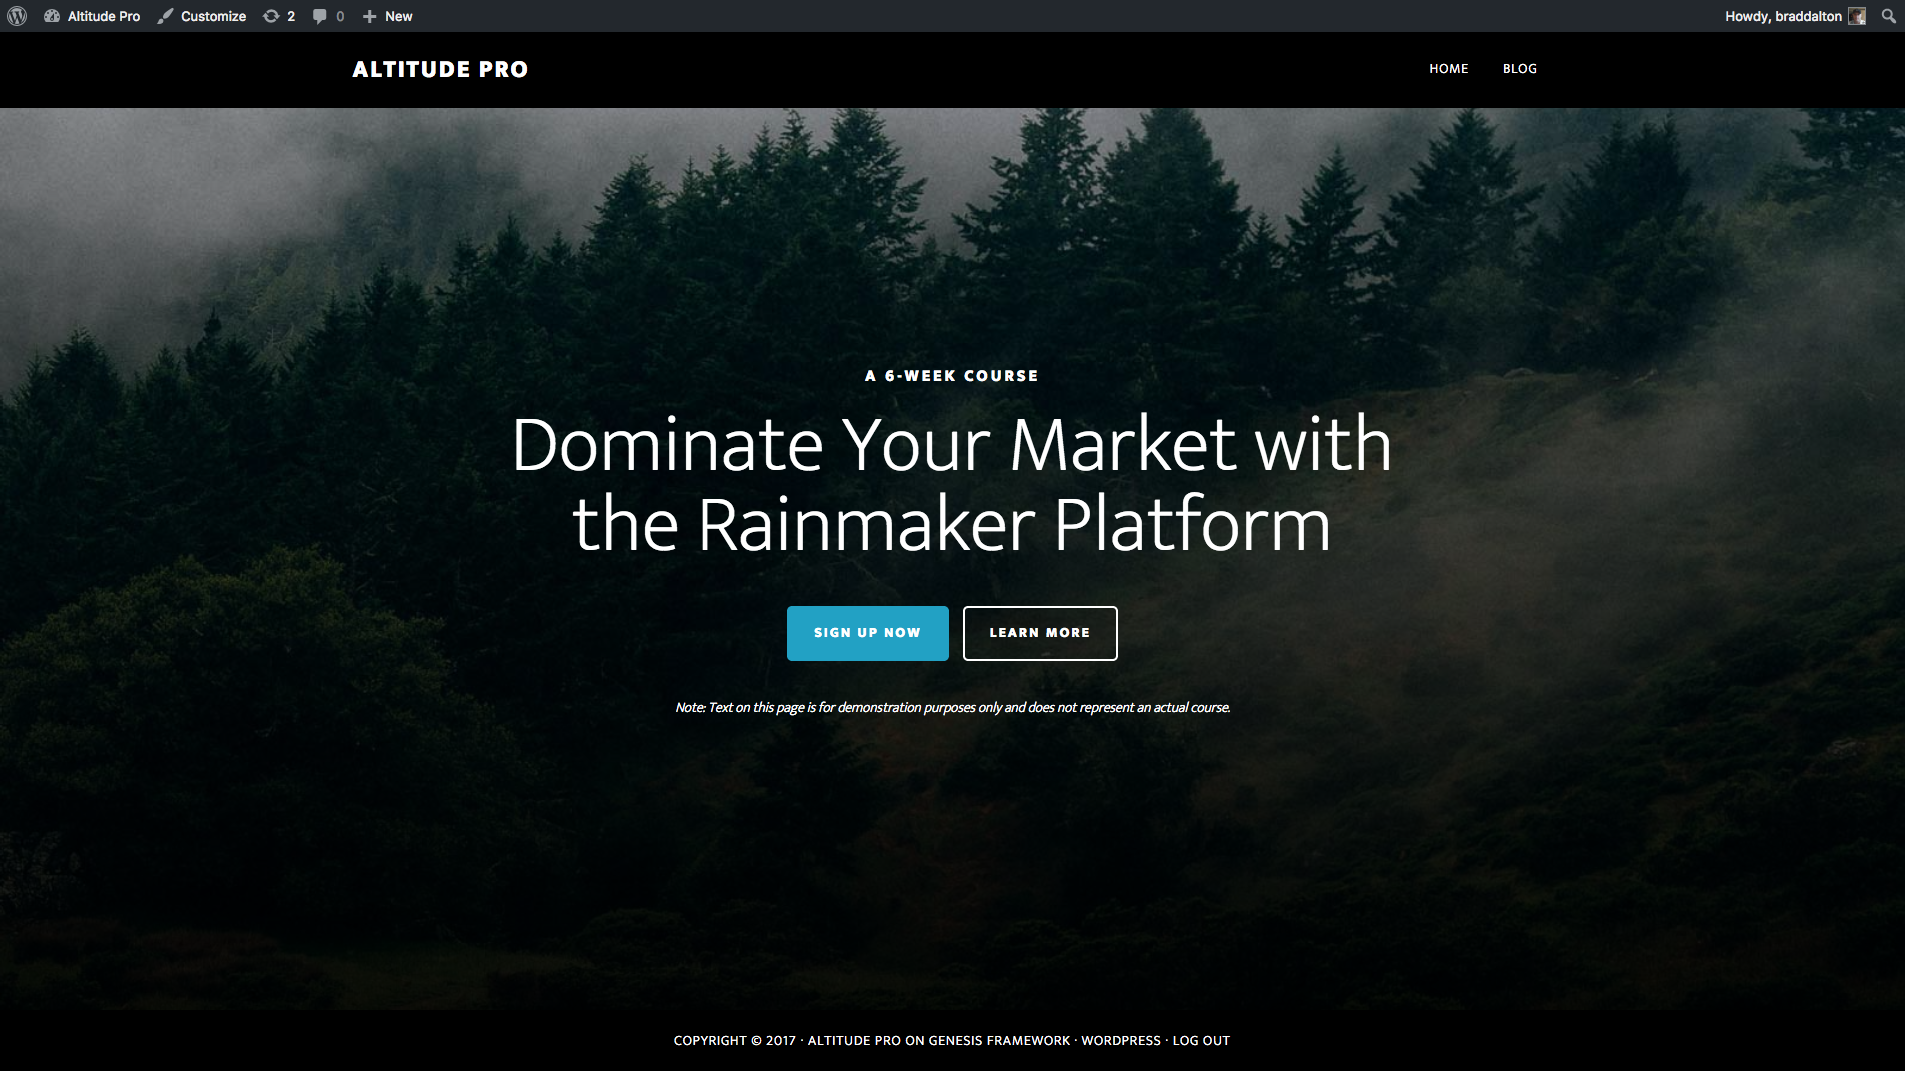 Altitude Pro Customize 2 0 New Howdy, braddalton
ALTITUDE PRO HOME BLOG
A 6-WEEK COURSE
Dominate Your Market with
the Rainmaker Platform
SIGN UP NOW LEARN MORE
Note: Text on this page is for demonstration purposes only and does not represent an actual course.
COPYRIGHT © 2017 · ALTITUDE PRO ON GENESIS FRAMEWORK · WORDPRESS · LOG OUT